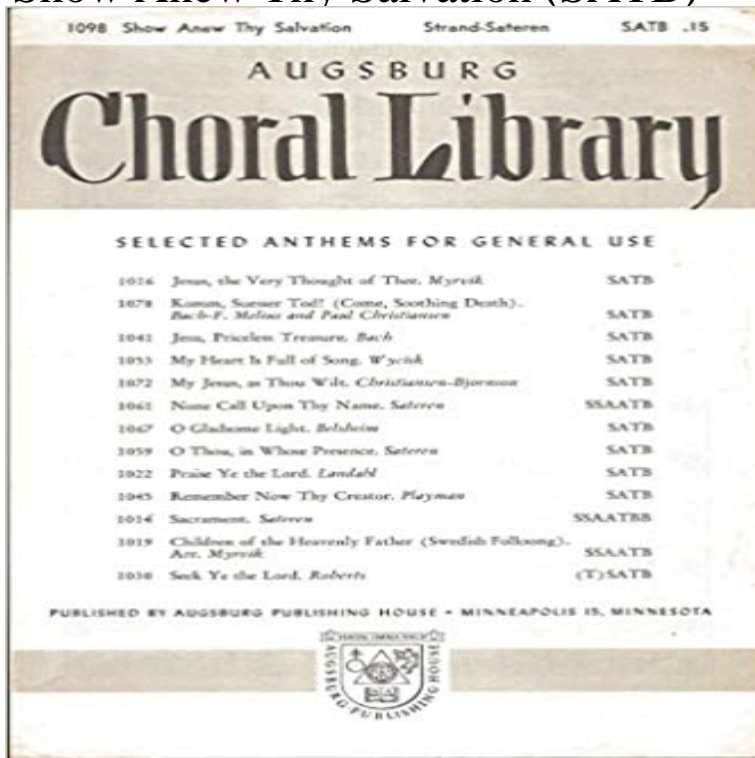 Show Anew Thy Salvation (SATB)
1098 Show Anew Thy Salvation Strand-Sateren SATB .15
AUGSBURG
Choral Library
SELECTED ANTHEMS FOR GENERAL USE
1016 Jesus, the Very Thought of Thee. Myrvik SATB
1078 Komm, Suesser Tod! (Come, Soothing Death).
Bach-F. Melius and Paul Christiansen SATB
1041 Jesu, Priceless Treasure. Bach SATB
1053 My Heart Is Full of Song. Wycisk SATB
1072 My Jesus, as Thou Wilt. Christiansen-Bjornson SATB
1061 None Call Upon Thy Name. Sateren SSAATB
1067 O Gladsome Light. Belsheim SATB
1059 O Thou, in Whose Presence. Sateren SATB
1022 Praise Ye the Lord. Landahl SATB
1045 Remember Now Thy Creator. Playman SATB
1014 Sacrament. Sateren SSAATBB
1019 Children of the Heavenly Father (Swedish Folksong).
Arr. Myrvik SSAATB
1030 Seek Ye the Lord. Roberts (T)SATB
PUBLISHED BY AUGSBURG PUBLISHING HOUSE • MINNEAPOLIS 15, MINNESOTA
AUGSBURG PUBLISHING HOUSE